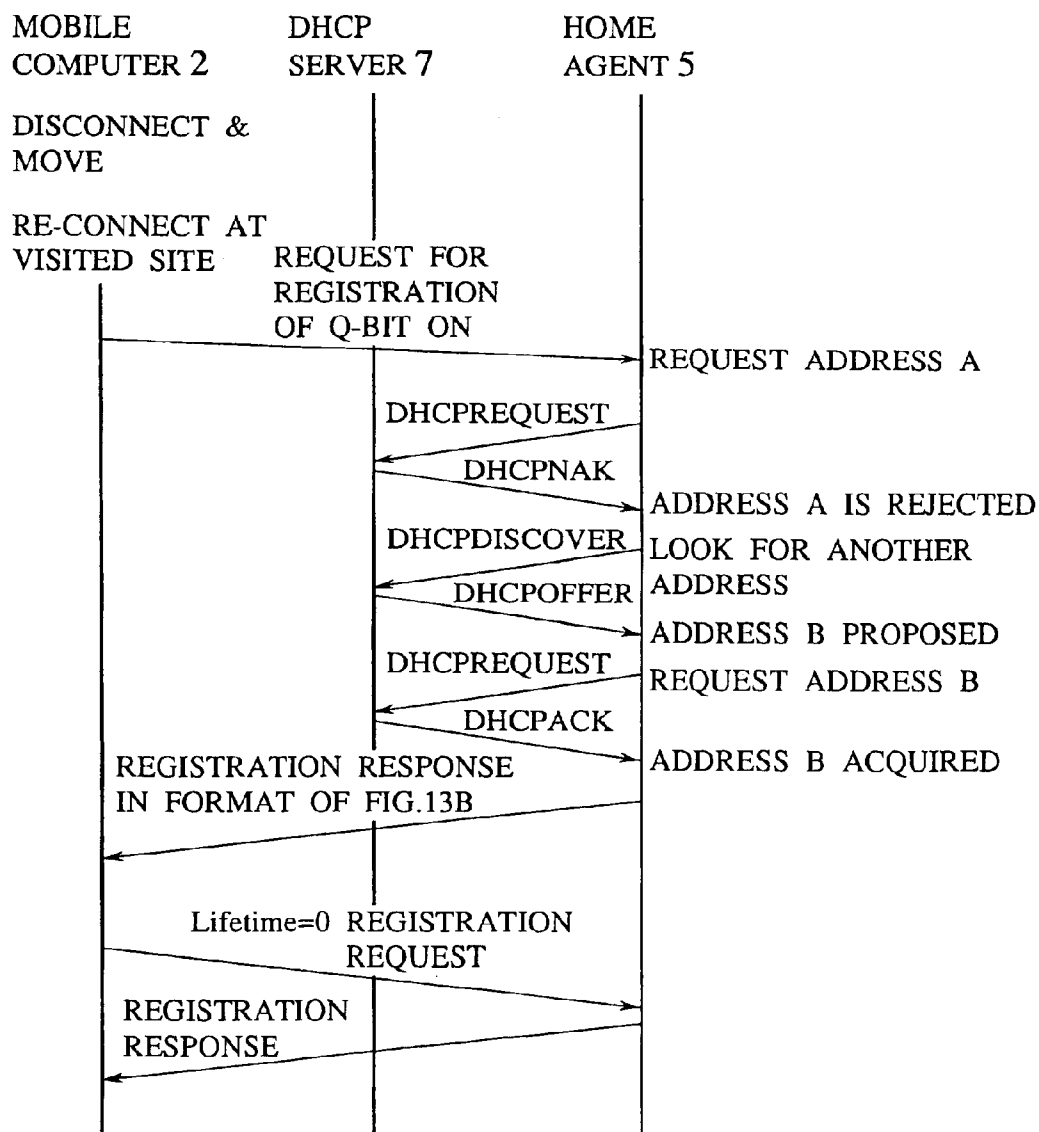 MOBILE
COMPUTER 2
DHCP
SERVER 7
HOME
AGENT 5
DISCONNECT &
MOVE
RE-CONNECT AT
VISITED SITE
REQUEST FOR
REGISTRATION
OF Q-BIT ON
REQUEST ADDRESS A
DHCPREQUEST
DHCPNAK
ADDRESS A IS REJECTED
DHCPDISCOVER
LOOK FOR ANOTHER
ADDRESS
DHCPOFFER
ADDRESS B PROPOSED
DHCPREQUEST
REQUEST ADDRESS B
DHCPACK
ADDRESS B ACQUIRED
REGISTRATION RESPONSE
IN FORMAT OF FIG.13B
Lifetime=0 REGISTRATION
REQUEST
REGISTRATION
RESPONSE